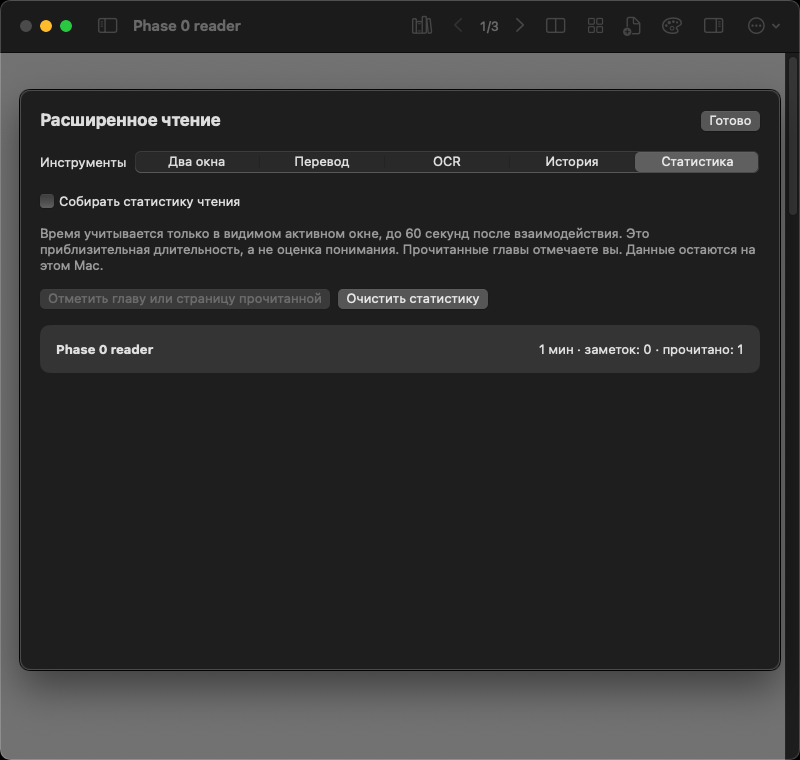 Phase 0 reader
1/3
Расширенное чтение
Готово
Инструменты
Два окна
Перевод
OCR
История
Статистика
Собирать статистику чтения
Время учитывается только в видимом активном окне, до 60 секунд после взаимодействия. Это
приблизительная длительность, а не оценка понимания. Прочитанные главы отмечаете вы. Данные остаются на
этом Mac.
Отметить главу или страницу прочитанной
Очистить статистику
Phase 0 reader
1 мин · заметок: 0 · прочитано: 1